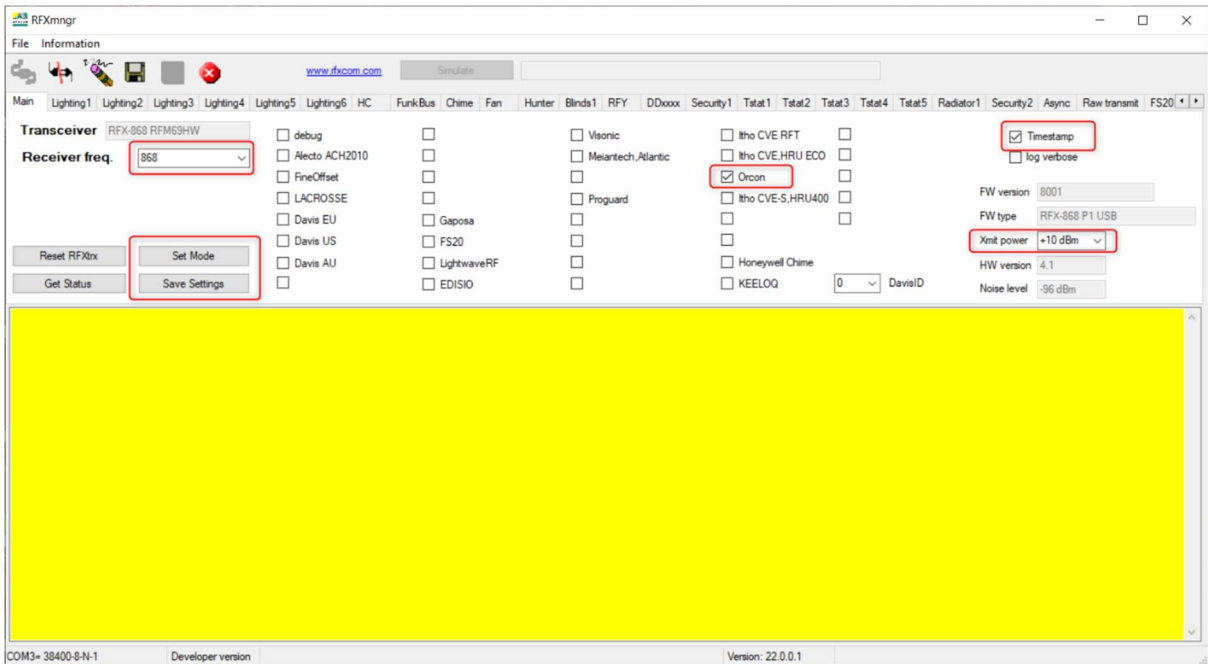 RFXmngr
File Information
www.rfxcom.com Simulate
Main Lighting1 Lighting2 Lighting3 Lighting4 Lighting5 Lighting6 HC FunkBus Chime Fan Hunter Blinds1 RFY DDxxxx Security1 Tstat1 Tstat2 Tstat3 Tstat4 Tstat5 Radiator1 Security2 Async Raw transmit FS20
Transceiver RFX-868 RFM69HW
Receiver freq. 868
Reset RFXtrx Set Mode
Get Status Save Settings
debug
Alecto ACH2010
FineOffset
LACROSSE
Davis EU
Davis US
Davis AU
Gaposa
FS20
LightwaveRF
EDISIO
Visonic
Meiantech,Atlantic
Proguard
Itho CVE RFT
Itho CVE,HRU ECO
Orcon
Itho CVE-S,HRU400
Honeywell Chime
KEELOQ
0 DavisID
Timestamp
log verbose
FW version 8001
FW type RFX-868 P1 USB
Xmit power +10 dBm
HW version 4.1
Noise level -96 dBm
COM3= 38400-8-N-1 Developer version Version: 22.0.0.1